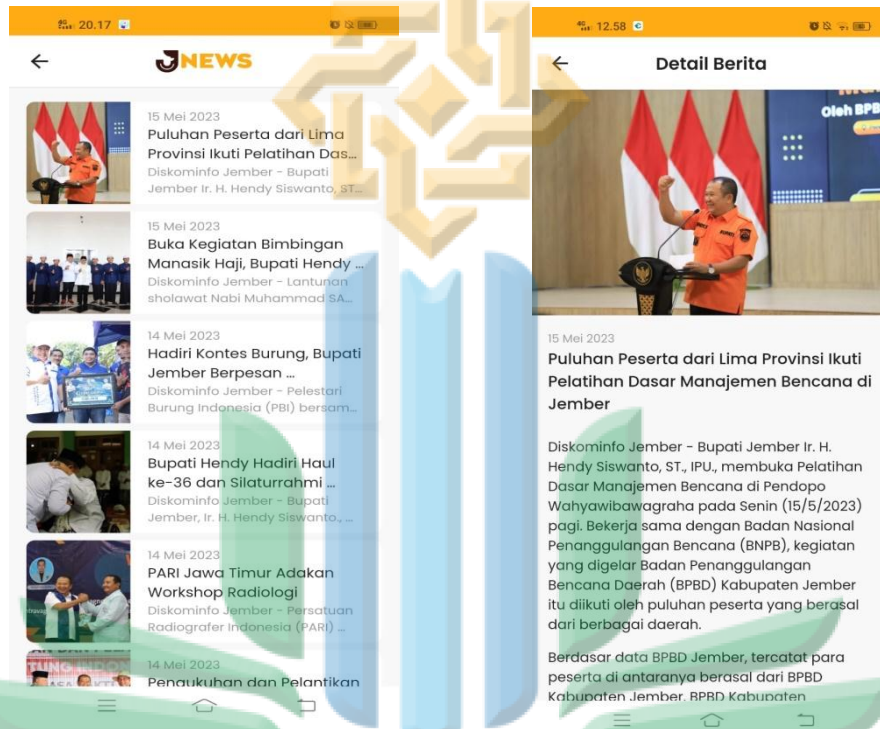 20.17
JNEWS
15 Mei 2023
Puluhan Peserta dari Lima
Provinsi Ikuti Pelatihan Das...
Diskominfo Jember - Bupati
Jember Ir. H. Hendy Siswanto, ST...
15 Mei 2023
Buka Kegiatan Bimbingan
Manasik Haji, Bupati Hendy ...
Diskominfo Jember - Lantunan
sholawat Nabi Muhammad SA...
14 Mei 2023
Hadiri Kontes Burung, Bupati
Jember Berpesan ...
Diskominfo Jember - Pelestari
Burung Indonesia (PBI) bersam...
14 Mei 2023
Bupati Hendy Hadiri Haul
ke-36 dan Silaturrahmi ...
Diskominfo Jember - Bupati
Jember, Ir. H. Hendy Siswanto, ...
14 Mei 2023
PARI Jawa Timur Adakan
Workshop Radiologi
Diskominfo Jember - Persatuan
Radiografer Indonesia (PARI) ...
14 Mei 2023
Pengukuhan dan Pelantikan
12.58
Detail Berita
Oleh BPB
15 Mei 2023
Puluhan Peserta dari Lima Provinsi Ikuti
Pelatihan Dasar Manajemen Bencana di
Jember
Diskominfo Jember - Bupati Jember Ir. H.
Hendy Siswanto, ST., IPU., membuka Pelatihan
Dasar Manajemen Bencana di Pendopo
Wahyawibawagraha pada Senin (15/5/2023)
pagi. Bekerja sama dengan Badan Nasional
Penanggulangan Bencana (BNPB), kegiatan
yang digelar Badan Penanggulangan
Bencana Daerah (BPBD) Kabupaten Jember
itu diikuti oleh puluhan peserta yang berasal
dari berbagai daerah.
Berdasar data BPBD Jember, tercatat para
peserta di antaranya berasal dari BPBD
Kabupaten Jember, BPBD Kabupaten